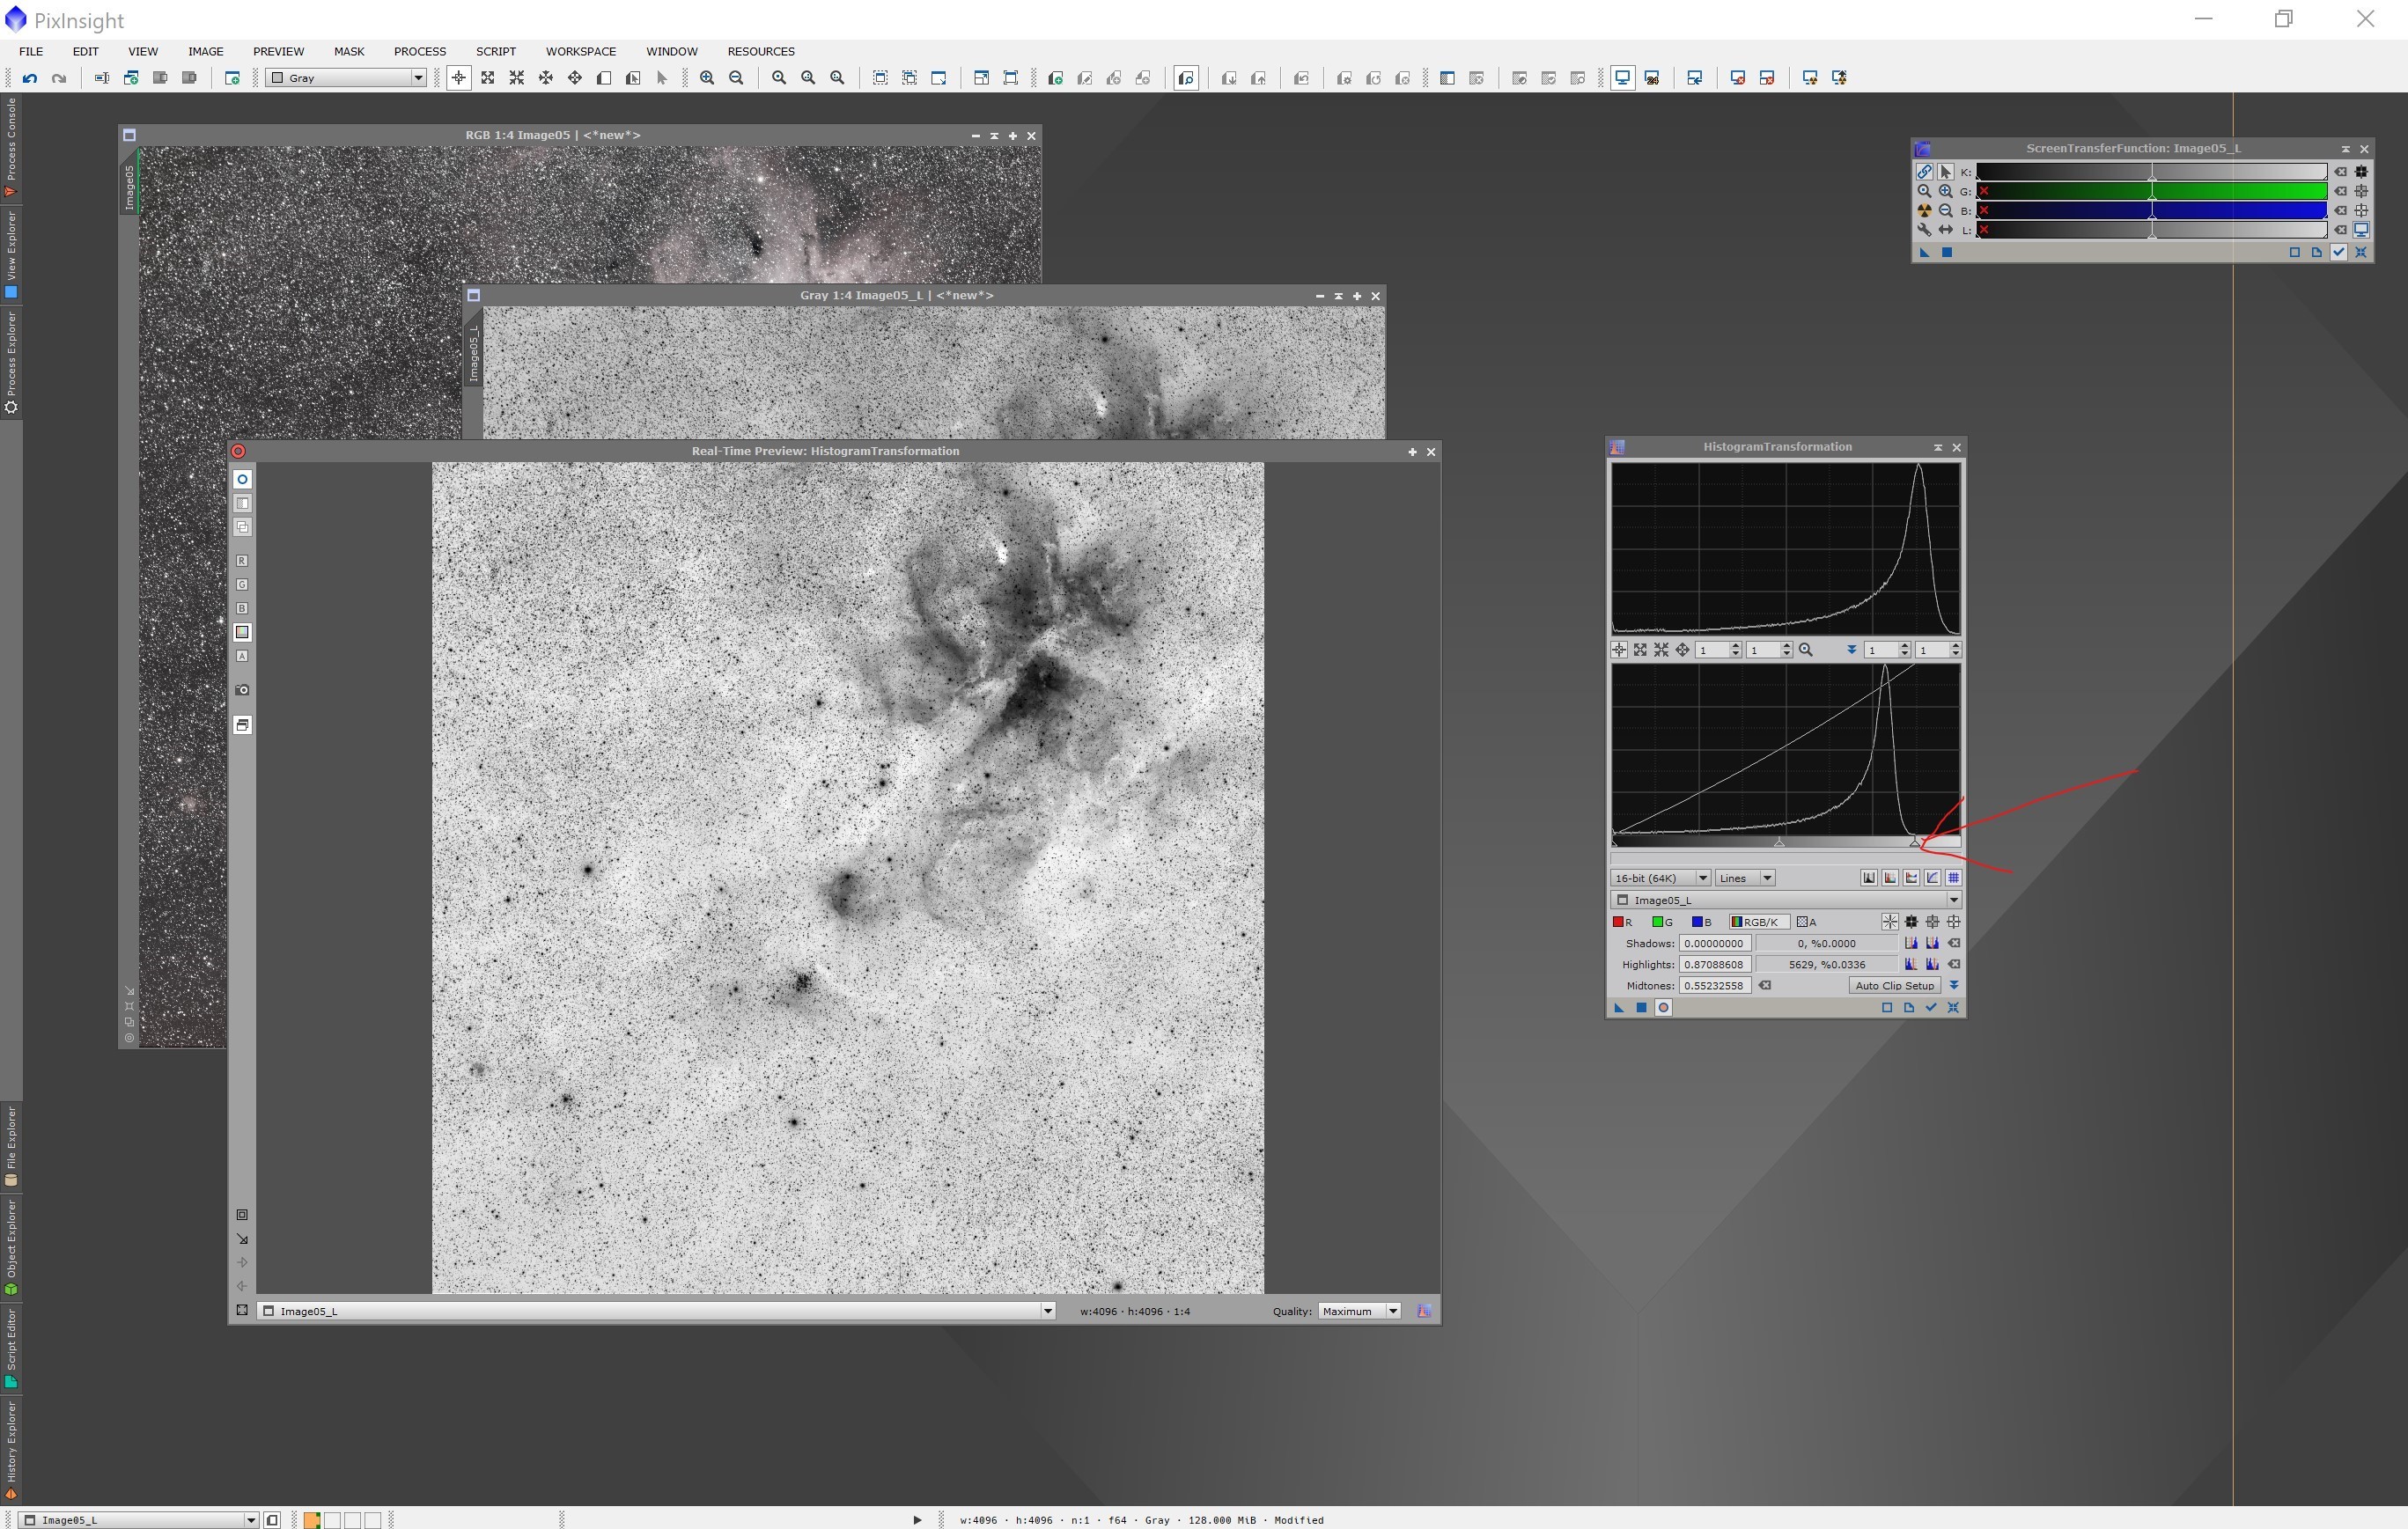 PixInsight
FILE EDIT VIEW IMAGE PREVIEW MASK PROCESS SCRIPT WORKSPACE WINDOW RESOURCES
Gray
Process Console
View Explorer
Process Explorer
File Explorer
Object Explorer
Script Editor
History Explorer
RGB 1:4 Image05 | <*new*>
Image05
Gray 1:4 Image05_L | <*new*>
Image05_L
Real-Time Preview: HistogramTransformation
R
G
B
A
Image05_L
w:4096 · h:4096 · 1:4
Quality: Maximum
ScreenTransferFunction: Image05_L
K:
G:
B:
L:
HistogramTransformation
1 1 1 1
16-bit (64K) Lines
Image05_L
R G B RGB/K A
Shadows: 0.00000000 0, %0.0000
Highlights: 0.87088608 5629, %0.0336
Midtones: 0.55232558 Auto Clip Setup
Image05_L
w:4096 · h:4096 · n:1 · f64 · Gray · 128.000 MiB · Modified